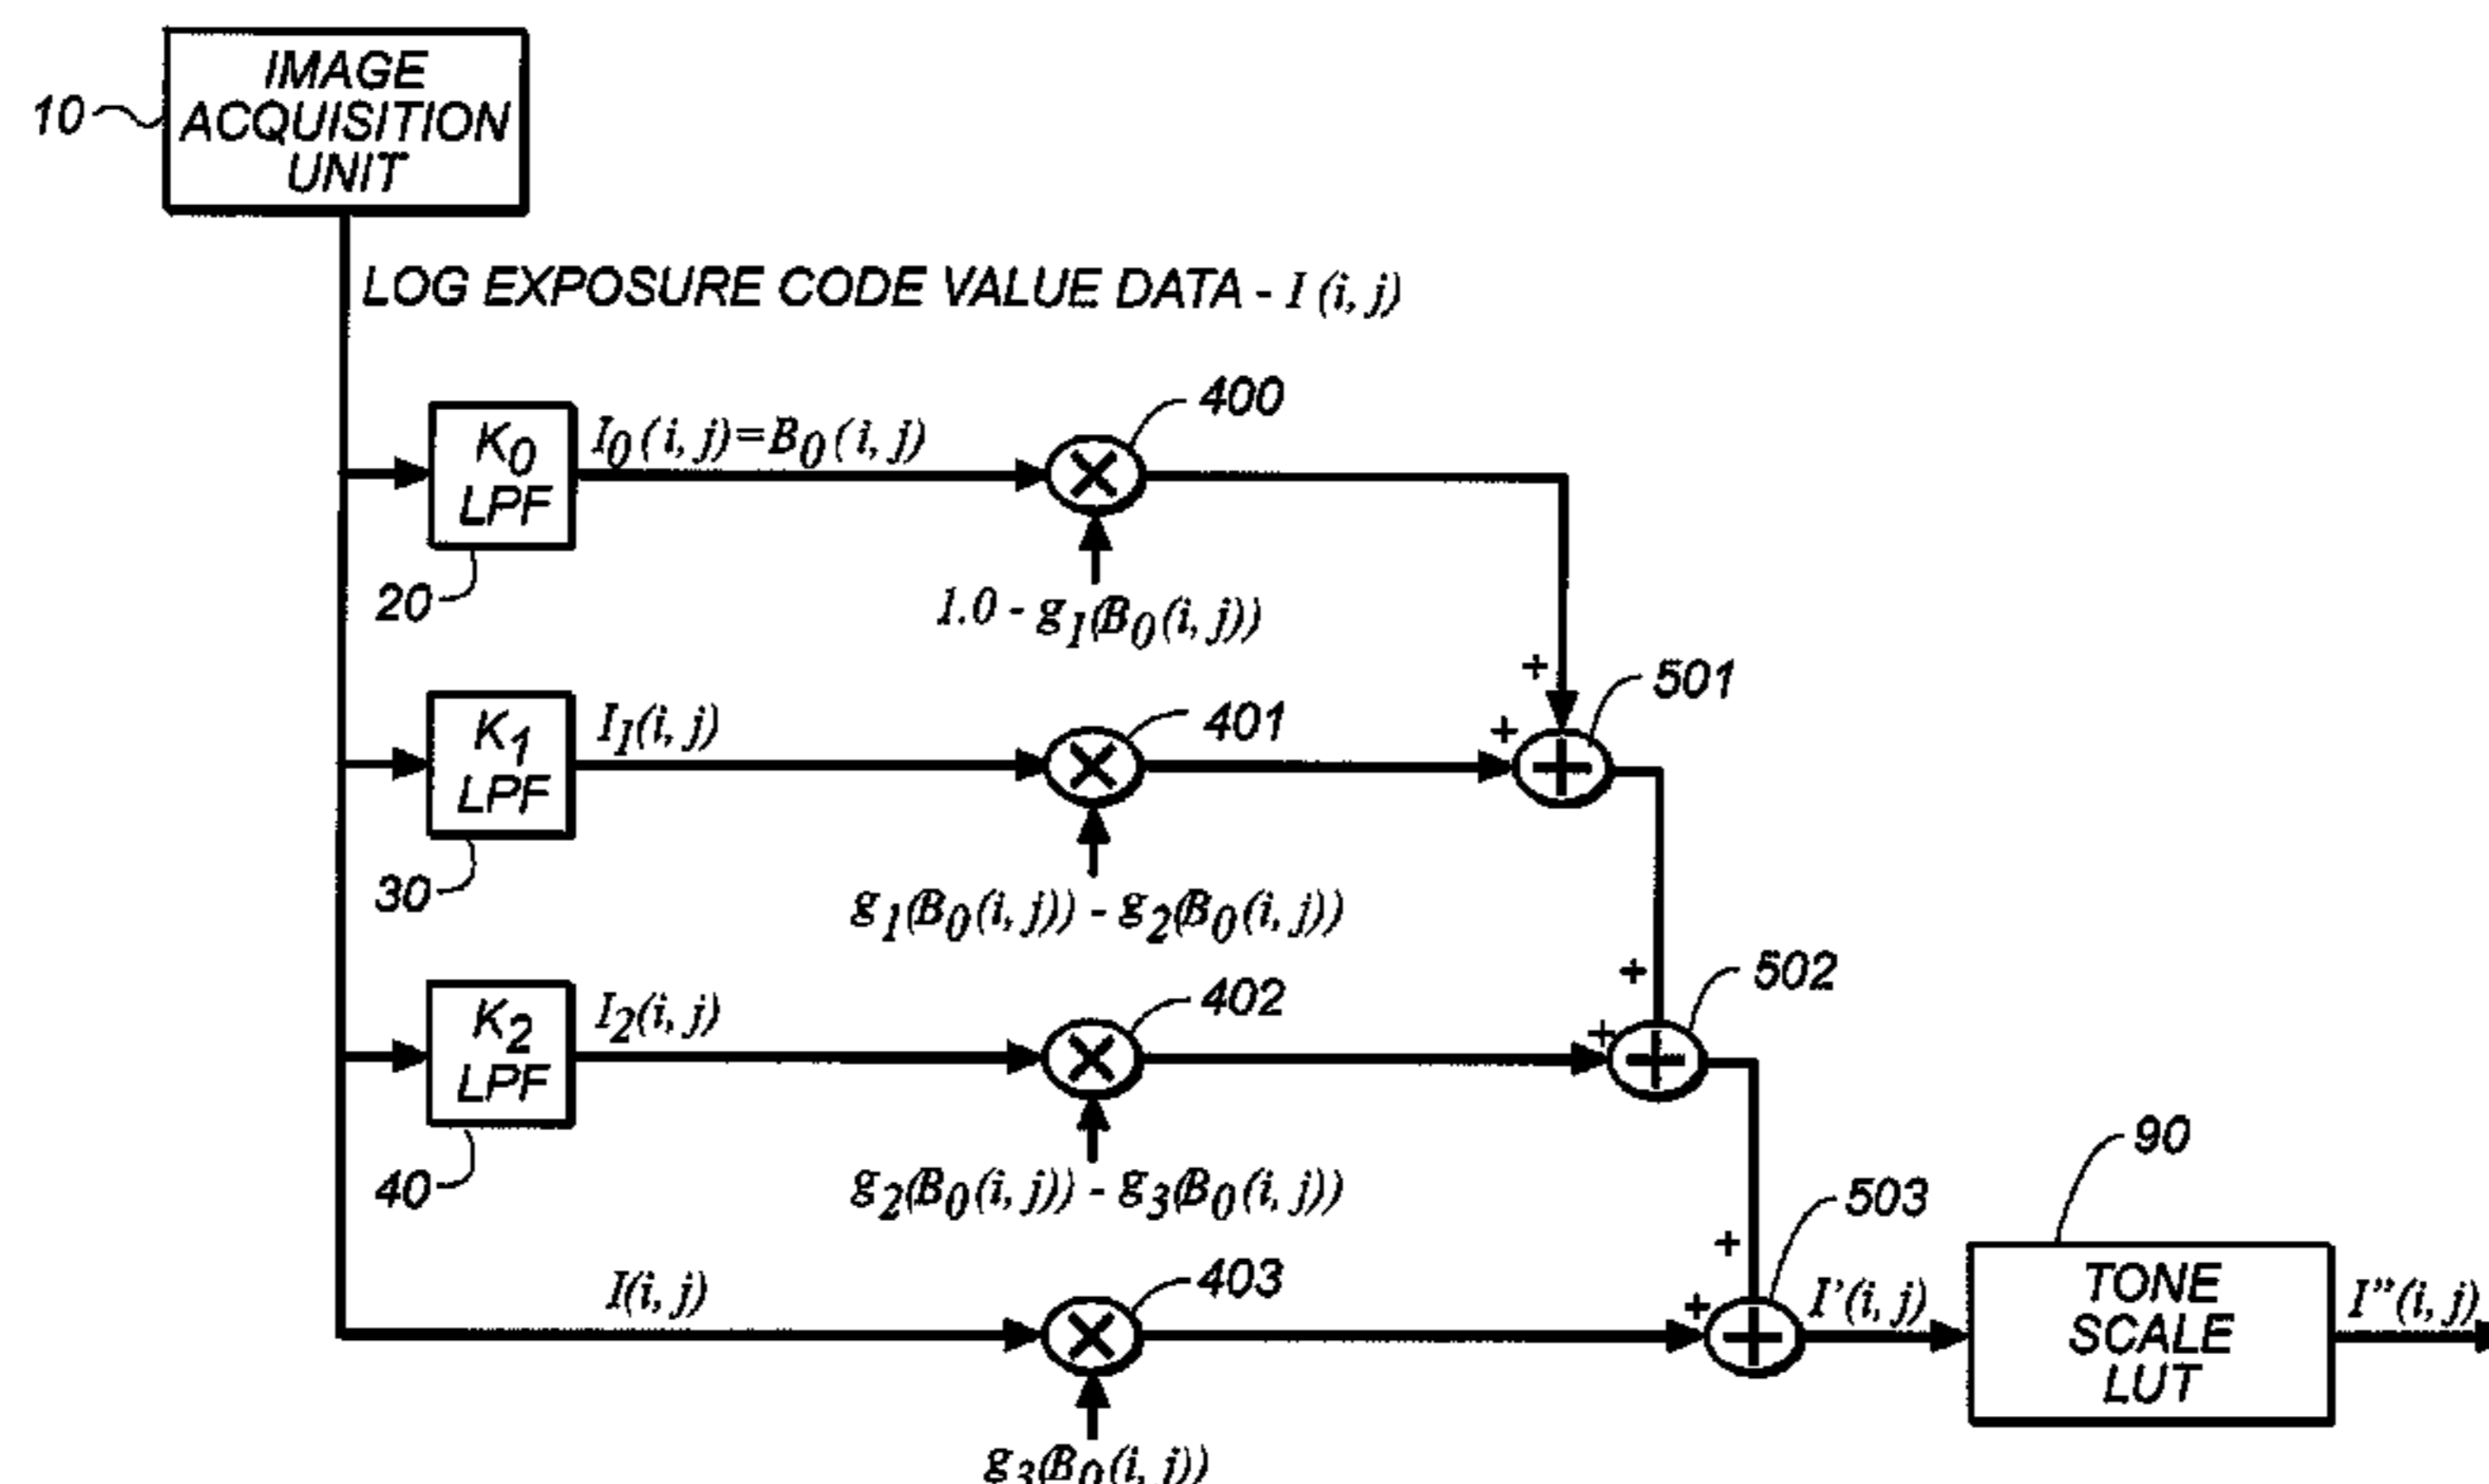 IMAGE
ACQUISITION
UNIT
10
LOG EXPOSURE CODE VALUE DATA - I (i, j)
K0
LPF
20
I0 (i, j)=B0 (i, j)
400
1.0 - g1(B0(i, j))
+
+
501
K1
LPF
30
I1(i, j)
401
g1(B0(i, j)) - g2(B0(i, j))
+
+
502
K2
LPF
40
I2(i, j)
402
g2(B0(i, j)) - g3(B0(i, j))
+
+
503
I(i, j)
403
g3(B0(i, j))
I'(i, j)
90
TONE
SCALE
LUT
I''(i, j)